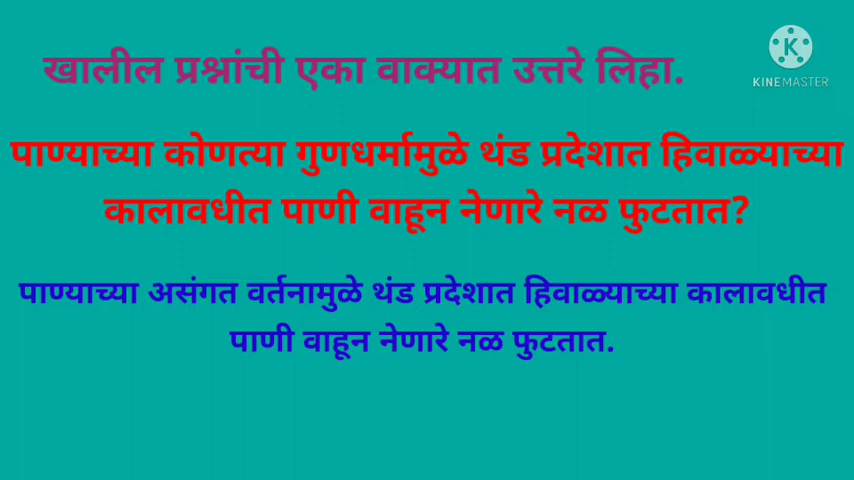 खालील प्रश्नांची एका वाक्यात उत्तरे लिहा.
KINEMASTER
पाण्याच्या कोणत्या गुणधर्मामुळे थंड प्रदेशात हिवाळ्याच्या
कालावधीत पाणी वाहून नेणारे नळ फुटतात?
पाण्याच्या असंगत वर्तनामुळे थंड प्रदेशात हिवाळ्याच्या कालावधीत
पाणी वाहून नेणारे नळ फुटतात.